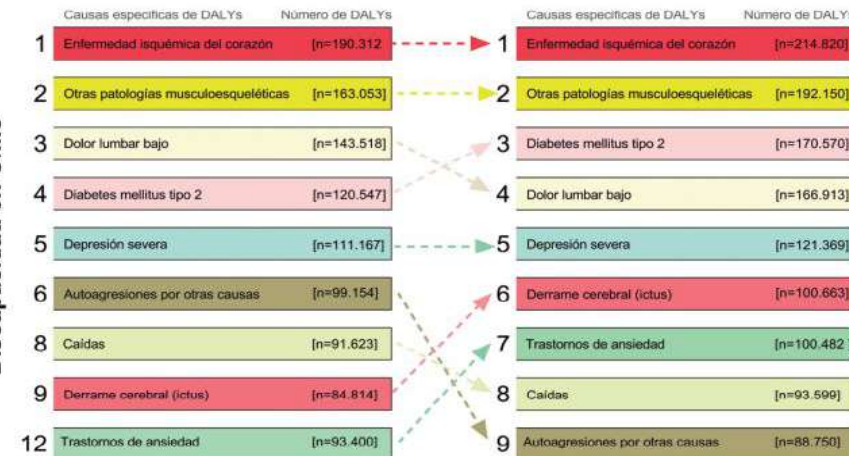 Causas específicas de DALYs Número de DALYs
1 Enfermedad isquémica del corazón [n=190.312
2 Otras patologías musculoesqueléticas [n=163.053]
3 Dolor lumbar bajo [n=143.518]
4 Diabetes mellitus tipo 2 [n=120.547]
5 Depresión severa [n=111.167]
6 Autoagresiones por otras causas [n=99.154]
8 Caídas [n=91.623]
9 Derrame cerebral (ictus) [n=84.814]
12 Trastornos de ansiedad [n=93.400]
Causas específicas de DALYs Número de DALYs
1 Enfermedad isquémica del corazón [n=214.820]
2 Otras patologías musculoesqueléticas [n=192.150]
3 Diabetes mellitus tipo 2 [n=170.570]
4 Dolor lumbar bajo [n=166.913]
5 Depresión severa [n=121.369]
6 Derrame cerebral (ictus) [n=100.663]
7 Trastornos de ansiedad [n=100.482
8 Caídas [n=93.599]
9 Autoagresiones por otras causas [n=88.750]